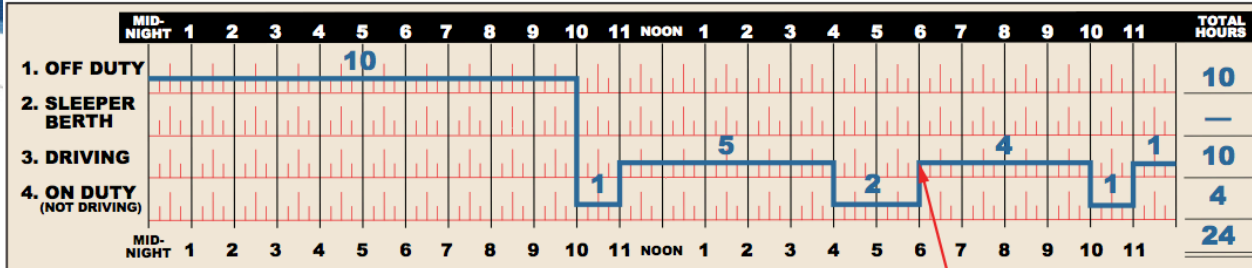 MID-NIGHT 1 2 3 4 5 6 7 8 9 10 11 NOON 1 2 3 4 5 6 7 8 9 10 11 TOTAL HOURS
1. OFF DUTY 10 10
2. SLEEPER BERTH —
3. DRIVING 5 4 1 10
4. ON DUTY (NOT DRIVING) 1 2 1 4
MID-NIGHT 1 2 3 4 5 6 7 8 9 10 11 NOON 1 2 3 4 5 6 7 8 9 10 11 24